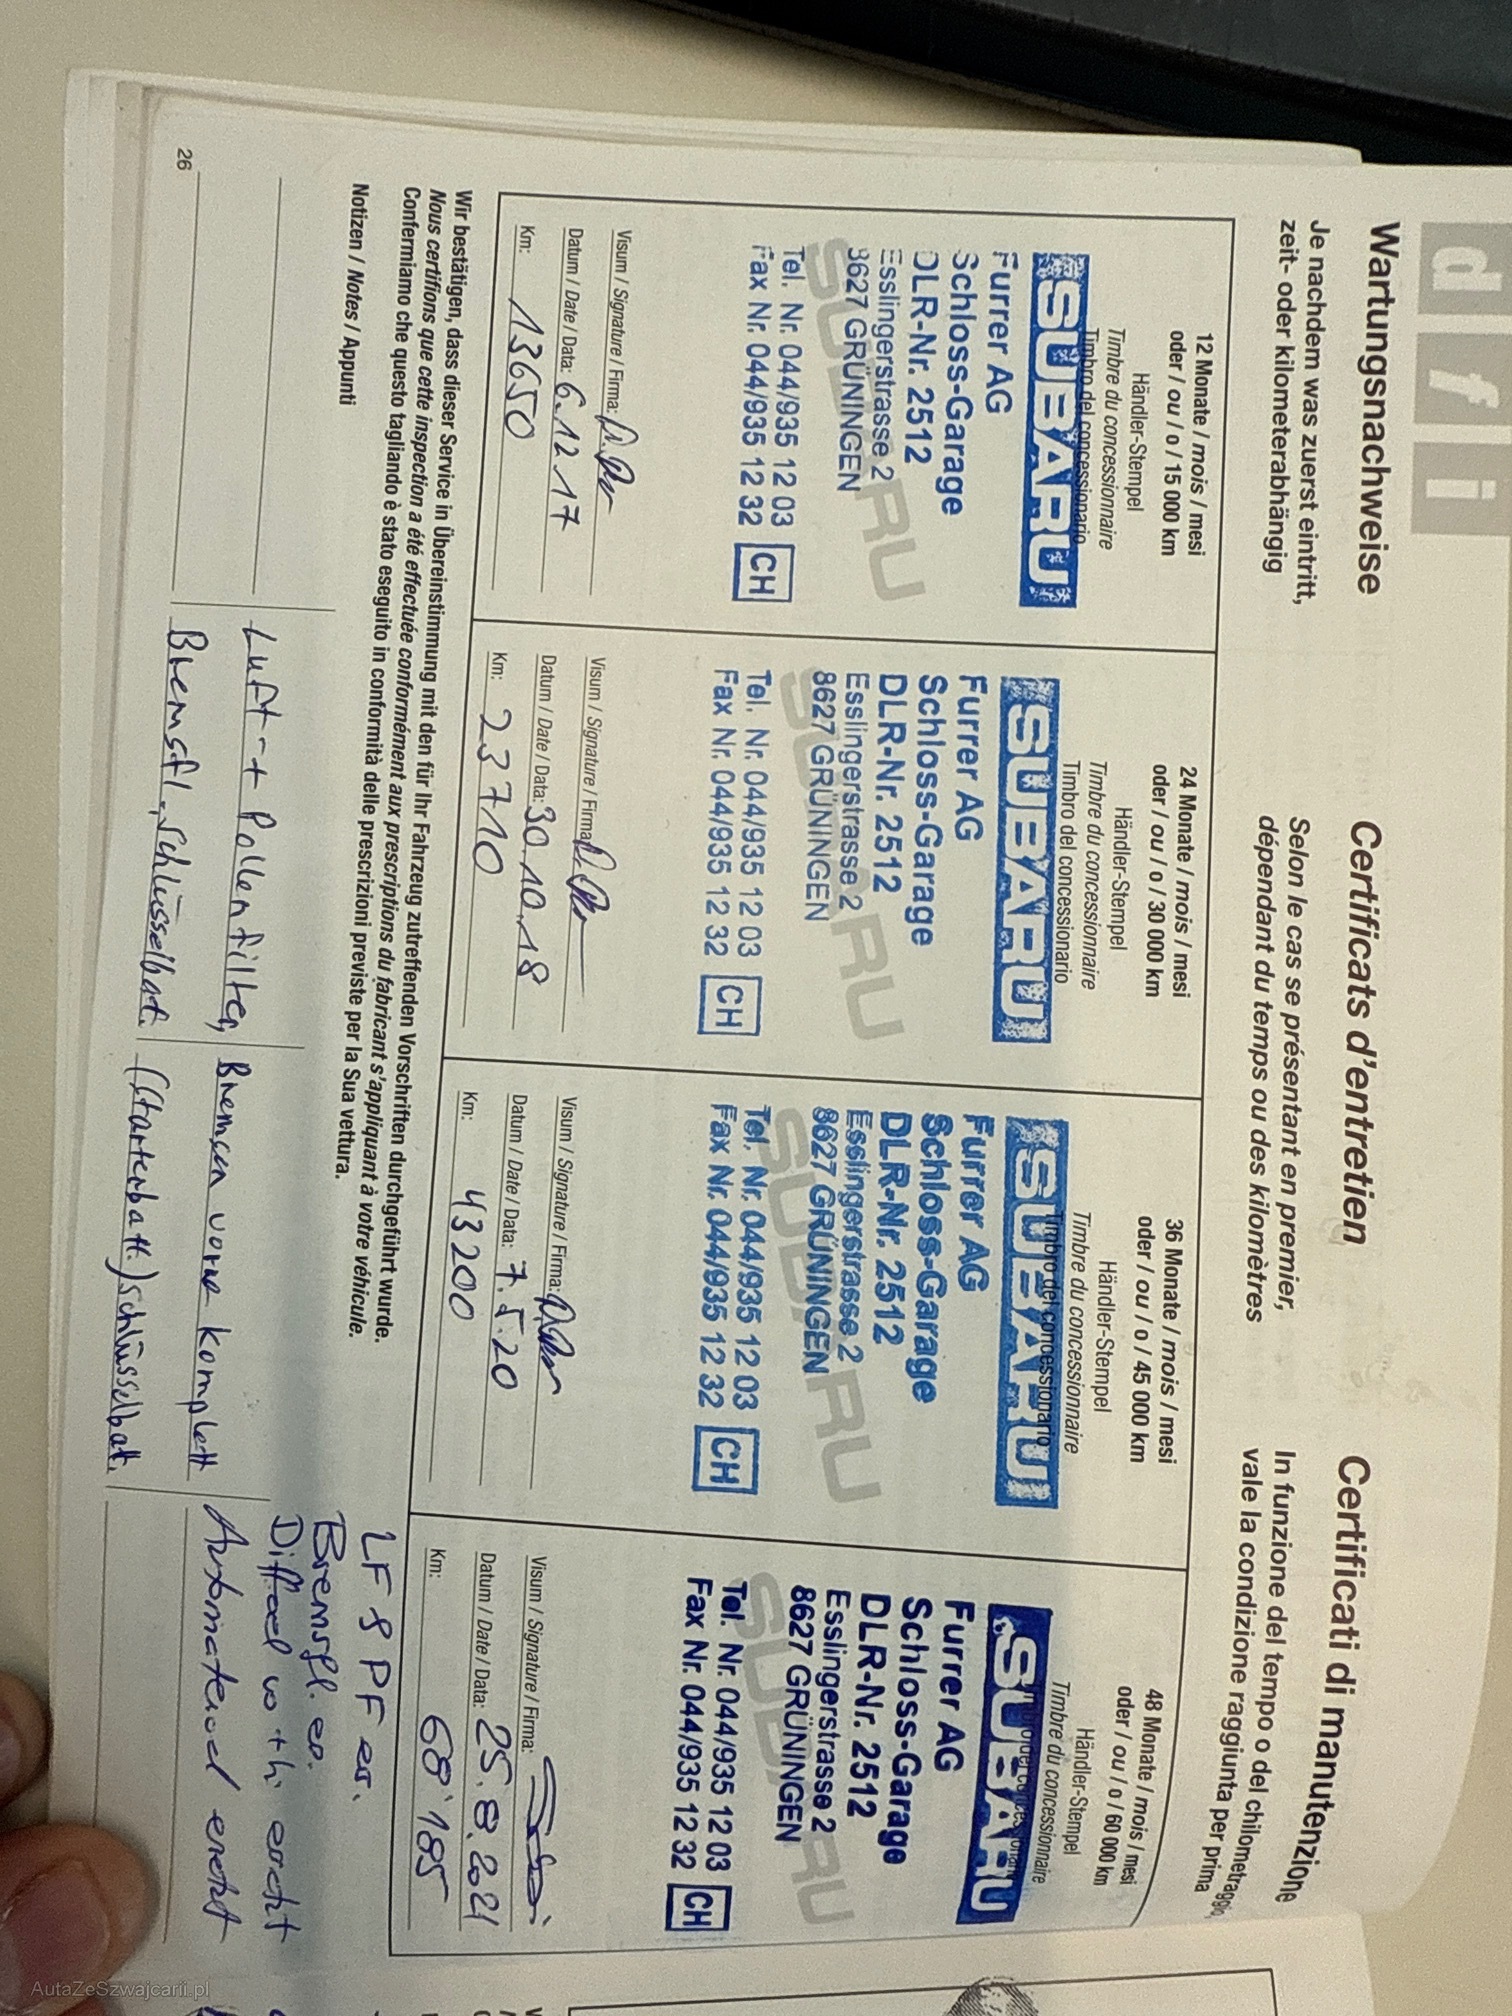 d f i
Wartungsnachweise
Je nachdem was zuerst eintritt,
zeit- oder kilometerabhängig
Certificats d'entretien
Selon le cas se présentant en premier,
dépendant du temps ou des kilomètres
Certificati di manutenzione
In funzione del tempo o del chilometraggio,
vale la condizione raggiunta per prima
12 Monate / mois / mesi
oder / ou / o / 15 000 km
Händler-Stempel
Timbre du concessionnaire
Timbro del concessionario
SUBARU
Furrer AG
Schloss-Garage
DLR-Nr. 2512
Esslingerstrasse 2
8627 GRÜNINGEN
SUBARU
Tel. Nr. 044/935 12 03
Fax Nr. 044/935 12 32 CH
Visum / Signature / Firma:
Datum / Date / Data: 6.12.17
Km: 13650
24 Monate / mois / mesi
oder / ou / o / 30 000 km
Händler-Stempel
Timbre du concessionnaire
Timbro del concessionario
SUBARU
Furrer AG
Schloss-Garage
DLR-Nr. 2512
Esslingerstrasse 2
8627 GRÜNINGEN
SUBARU
Tel. Nr. 044/935 12 03
Fax Nr. 044/935 12 32 CH
Visum / Signature / Firma:
Datum / Date / Data: 30.10.18
Km: 23710
36 Monate / mois / mesi
oder / ou / o / 45 000 km
Händler-Stempel
Timbre du concessionnaire
Timbro del concessionario
SUBARU
Furrer AG
Schloss-Garage
DLR-Nr. 2512
Esslingerstrasse 2
8627 GRÜNINGEN
SUBARU
Tel. Nr. 044/935 12 03
Fax Nr. 044/935 12 32 CH
Visum / Signature / Firma:
Datum / Date / Data: 7.5.20
Km: 43200
48 Monate / mois / mesi
oder / ou / o / 60 000 km
Händler-Stempel
Timbre du concessionnaire
Timbro del concessionario
SUBARU
Furrer AG
Schloss-Garage
DLR-Nr. 2512
Esslingerstrasse 2
8627 GRÜNINGEN
SUBARU
Tel. Nr. 044/935 12 03
Fax Nr. 044/935 12 32 CH
Visum / Signature / Firma:
Datum / Date / Data: 25.8.2021
Km: 68'185
Wir bestätigen, dass dieser Service in Übereinstimmung mit den für Ihr Fahrzeug zutreffenden Vorschriften durchgeführt wurde.
Nous certifions que cette inspection a été effectuée conformément aux prescriptions du fabricant s'appliquant à votre véhicule.
Confermiamo che questo tagliando è stato eseguito in conformità delle prescrizioni previste per la Sua vettura.
Notizen / Notes / Appunti
Luft- + Pollenfilter,
Bremsfl., Schlüsselbat.
Bremsen vorne komplett
(Starterbatt.) Schlüsselbatt.
LF & PF ers.
Bremsfl. er.
Diffoel vo + hi
Automatenoel ersetzt
26
AutaZeSzwajcarii.pl